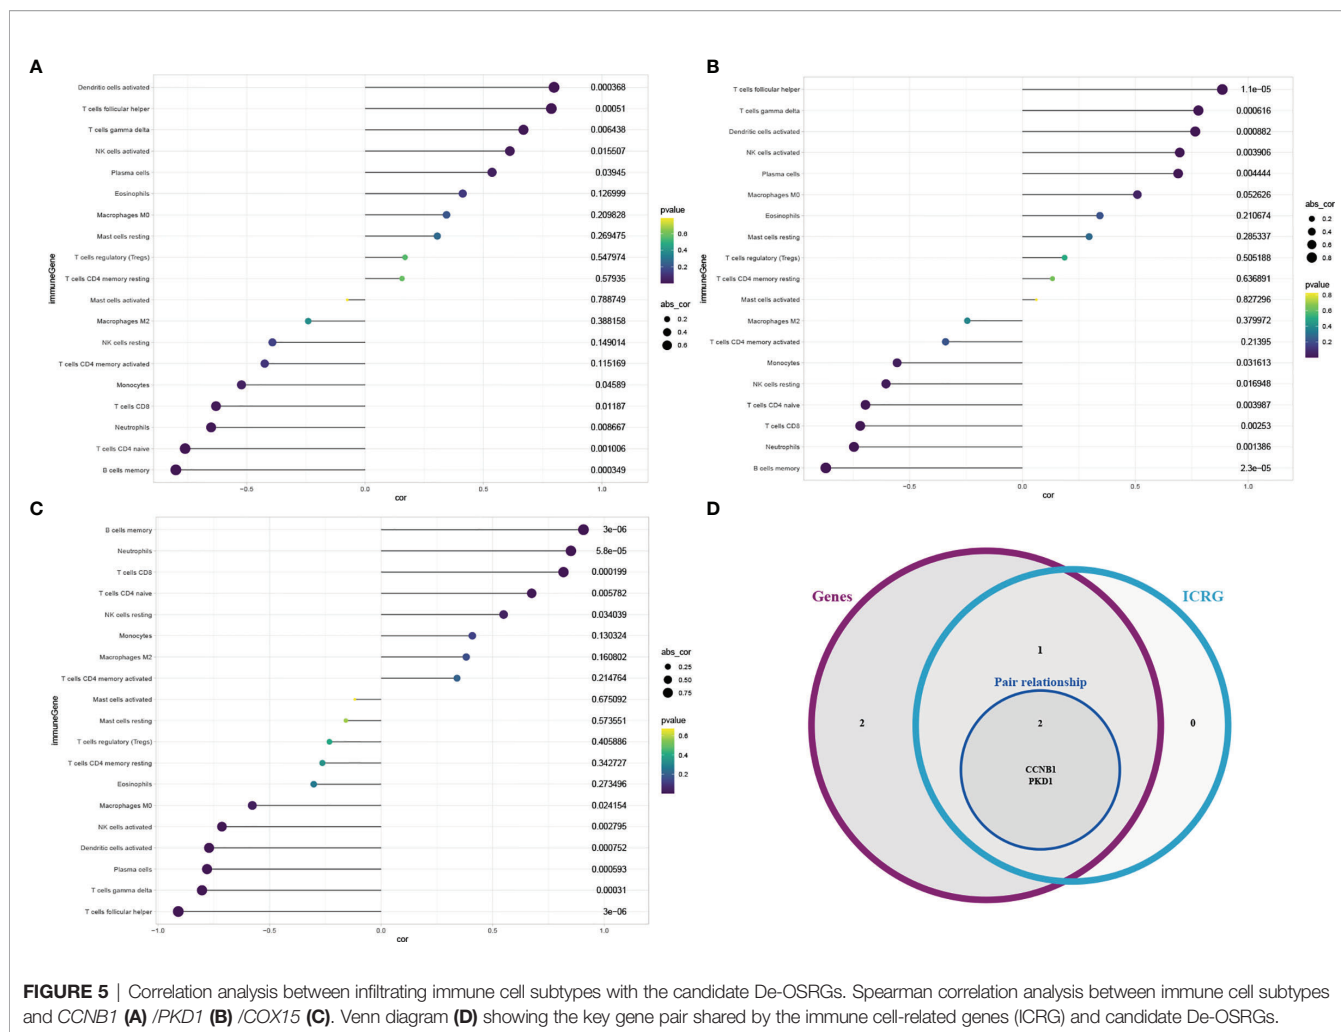 A
Dendritic cells activated 0.000368
T cells follicular helper 0.00051
T cells gamma delta 0.006438
NK cells activated 0.015507
Plasma cells 0.03945
Eosinophils 0.126999
Macrophages M0 0.209828
Mast cells resting 0.269475
T cells regulatory (Tregs) 0.547974
T cells CD4 memory resting 0.57935
Mast cells activated 0.788749
Macrophages M2 0.388158
NK cells resting 0.149014
T cells CD4 memory activated 0.115169
Monocytes 0.04589
T cells CD8 0.01187
Neutrophils 0.008667
T cells CD4 naive 0.001006
B cells memory 0.000349
immuneGene
−0.5 0.0 0.5 1.0
cor
pvalue
0.6
0.4
0.2
abs_cor
0.2
0.4
0.6
B
T cells follicular helper 1.1e−05
T cells gamma delta 0.000616
Dendritic cells activated 0.000882
NK cells activated 0.003906
Plasma cells 0.004444
Macrophages M0 0.052626
Eosinophils 0.210674
Mast cells resting 0.285337
T cells regulatory (Tregs) 0.505188
T cells CD4 memory resting 0.636891
Mast cells activated 0.827296
Macrophages M2 0.379972
T cells CD4 memory activated 0.21395
Monocytes 0.031613
NK cells resting 0.016948
T cells CD4 naive 0.003987
T cells CD8 0.00253
Neutrophils 0.001386
B cells memory 2.3e−05
immuneGene
−0.5 0.0 0.5 1.0
cor
abs_cor
0.2
0.4
0.6
0.8
pvalue
0.8
0.6
0.4
0.2
C
B cells memory 3e−06
Neutrophils 5.8e−05
T cells CD8 0.000199
T cells CD4 naive 0.005782
NK cells resting 0.034039
Monocytes 0.130324
Macrophages M2 0.160802
T cells CD4 memory activated 0.214764
Mast cells activated 0.675092
Mast cells resting 0.573551
T cells regulatory (Tregs) 0.405886
T cells CD4 memory resting 0.342727
Eosinophils 0.273496
Macrophages M0 0.024154
NK cells activated 0.002795
Dendritic cells activated 0.000752
Plasma cells 0.000593
T cells gamma delta 0.00031
T cells follicular helper 3e−06
immuneGene
−1.0 −0.5 0.0 0.5 1.0
cor
abs_cor
0.25
0.50
0.75
pvalue
0.6
0.4
0.2
D
Genes ICRG
1
Pair relationship
2 2 0
CCNB1
PKD1
FIGURE 5 | Correlation analysis between infiltrating immune cell subtypes with the candidate De-OSRGs. Spearman correlation analysis between immune cell subtypes
and CCNB1 (A) /PKD1 (B) /COX15 (C). Venn diagram (D) showing the key gene pair shared by the immune cell-related genes (ICRG) and candidate De-OSRGs.